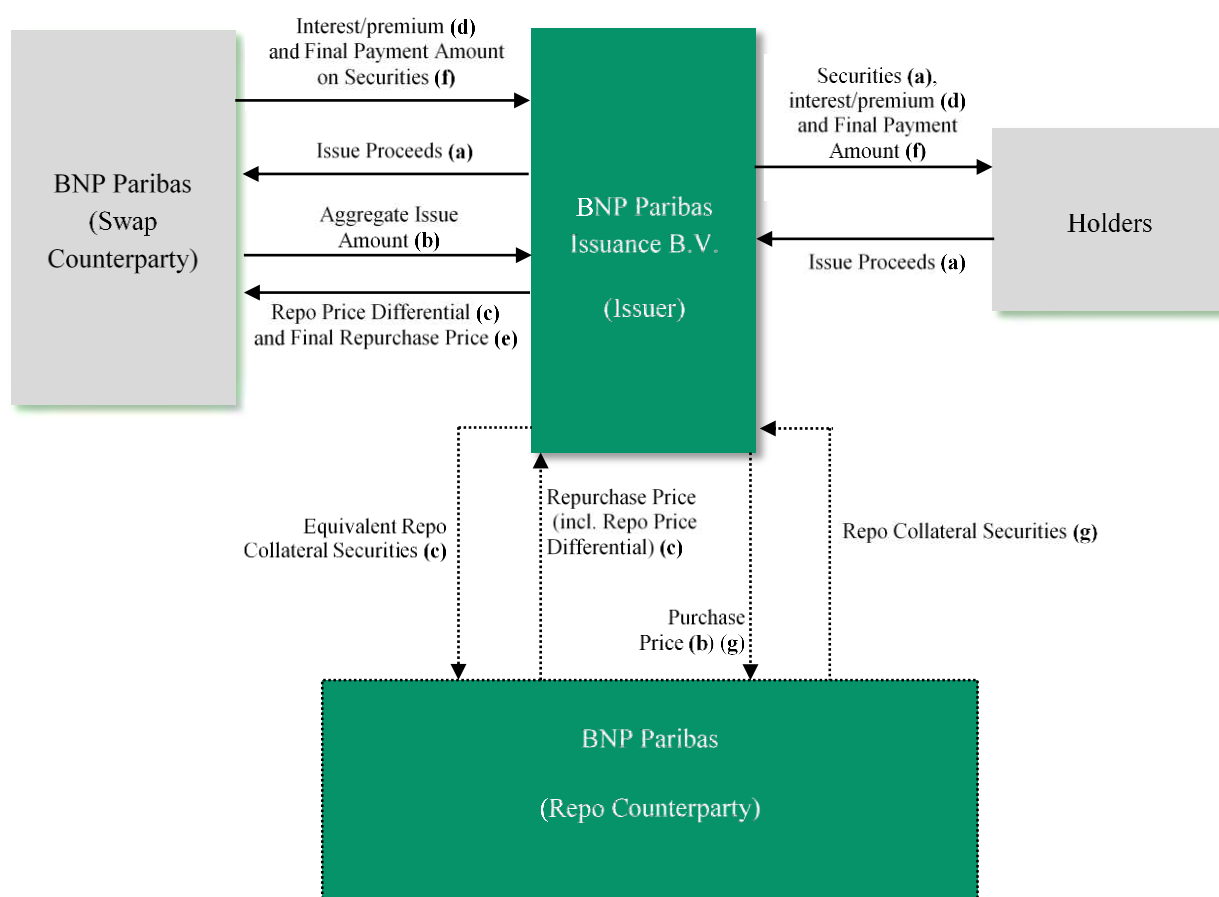 Interest/premium (d)
and Final Payment Amount
on Securities (f)
Issue Proceeds (a)
Aggregate Issue
Amount (b)
Repo Price Differential (c)
and Final Repurchase Price (e)
BNP Paribas
(Swap
Counterparty)
BNP Paribas
Issuance B.V.
(Issuer)
Securities (a),
interest/premium (d)
and Final Payment
Amount (f)
Issue Proceeds (a)
Holders
Equivalent Repo
Collateral Securities (c)
Repurchase Price
(incl. Repo Price
Differential) (c)
Purchase
Price (b) (g)
Repo Collateral Securities (g)
BNP Paribas
(Repo Counterparty)